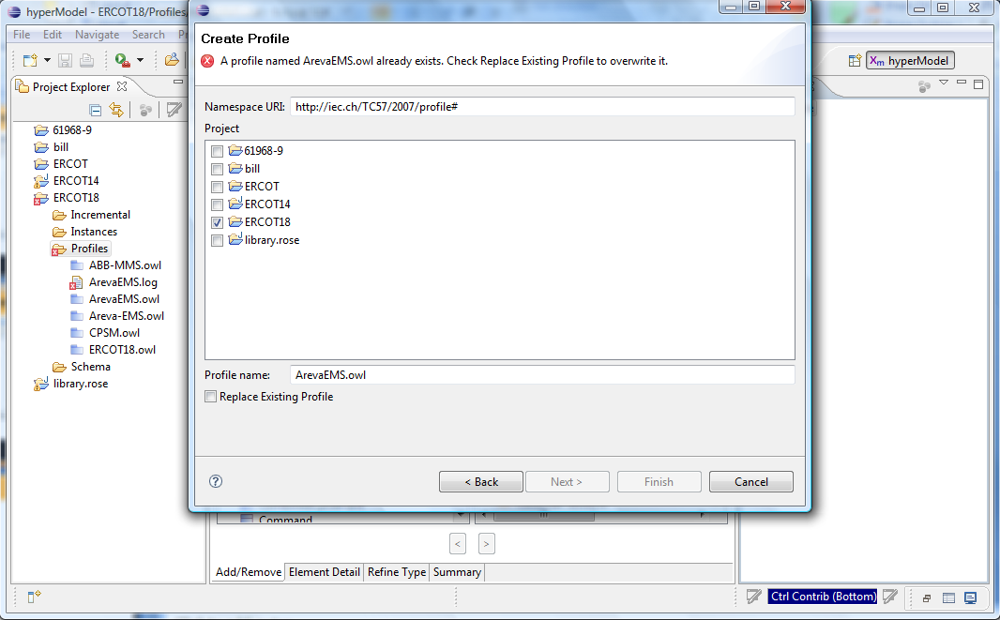 hyperModel - ERCOT18/Profiles
File Edit Navigate Search
Create Profile
A profile named ArevaEMS.owl already exists. Check Replace Existing Profile to overwrite it.
hyperModel
Project Explorer
Namespace URI: http://iec.ch/TC57/2007/profile#
Project
61968-9
bill
ERCOT
ERCOT14
ERCOT18
library.rose
61968-9
bill
ERCOT
ERCOT14
ERCOT18
Incremental
Instances
Profiles
ABB-MMS.owl
ArevaEMS.log
ArevaEMS.owl
Areva-EMS.owl
CPSM.owl
ERCOT18.owl
Schema
library.rose
Profile name: ArevaEMS.owl
Replace Existing Profile
< Back Next > Finish Cancel
Command
< >
Add/Remove Element Detail Refine Type Summary
Ctrl Contrib (Bottom)